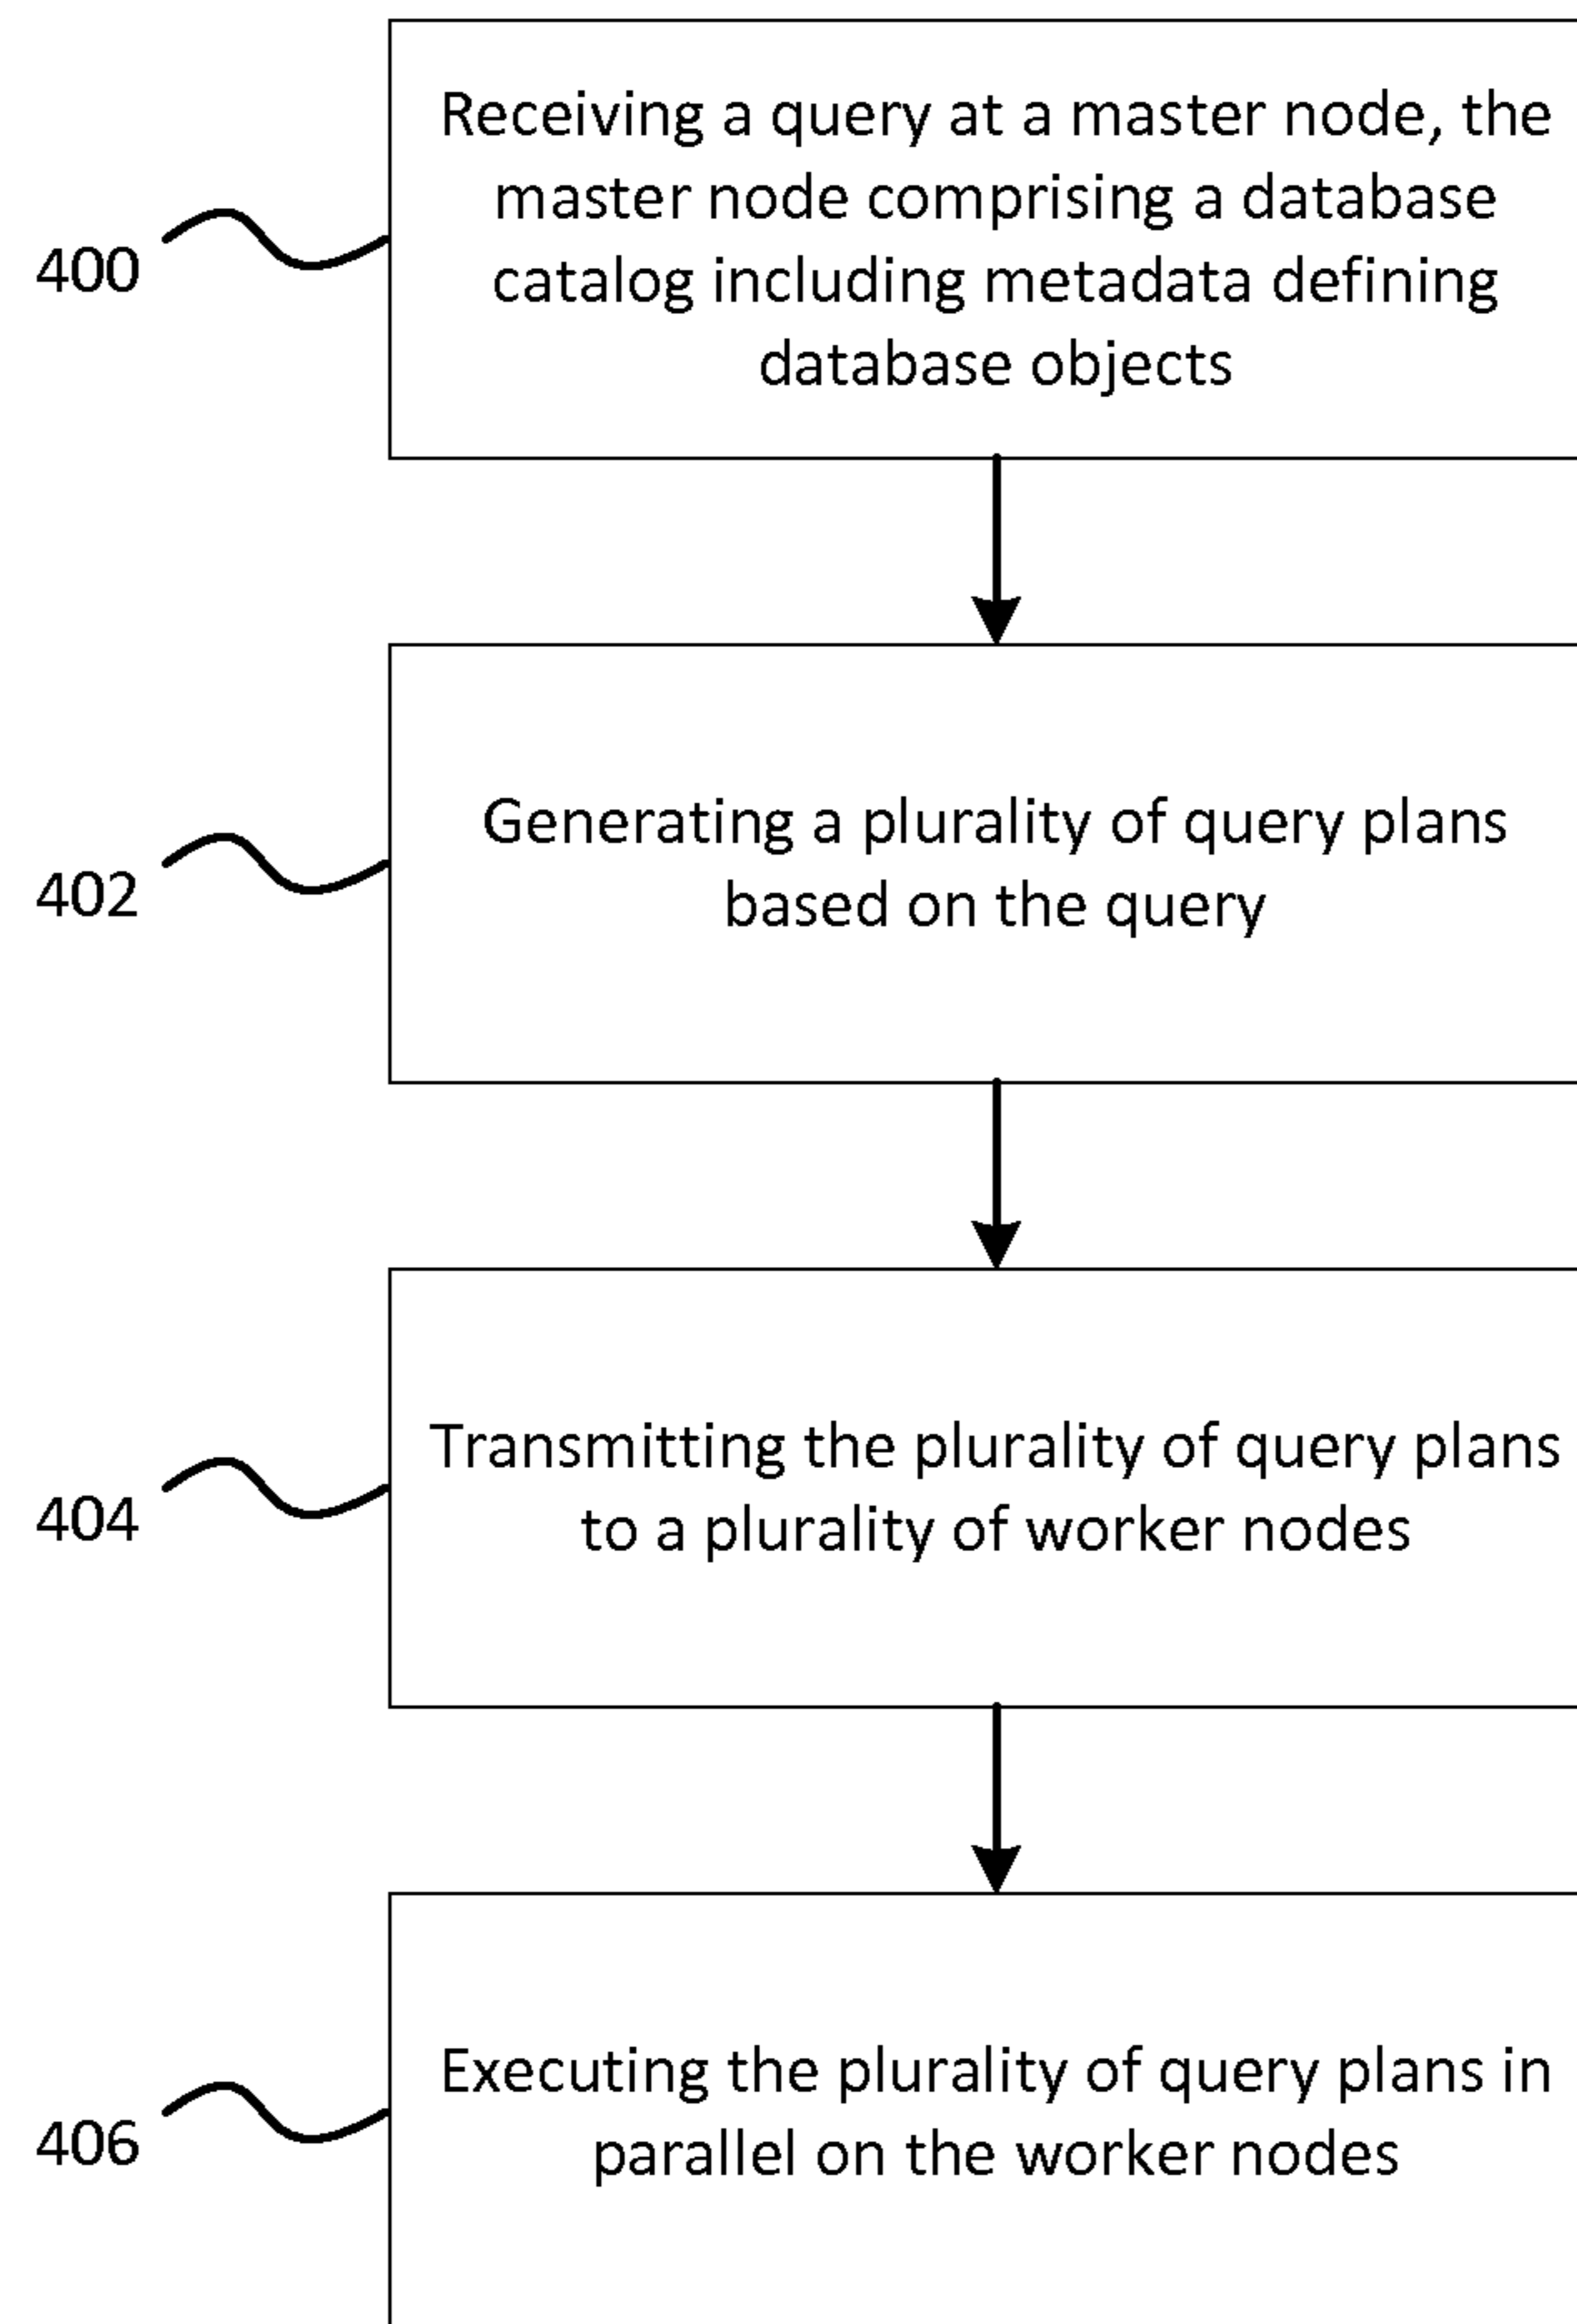 Receiving a query at a master node, the
master node comprising a database
catalog including metadata defining
database objects
400
Generating a plurality of query plans
based on the query
402
Transmitting the plurality of query plans
to a plurality of worker nodes
404
Executing the plurality of query plans in
parallel on the worker nodes
406